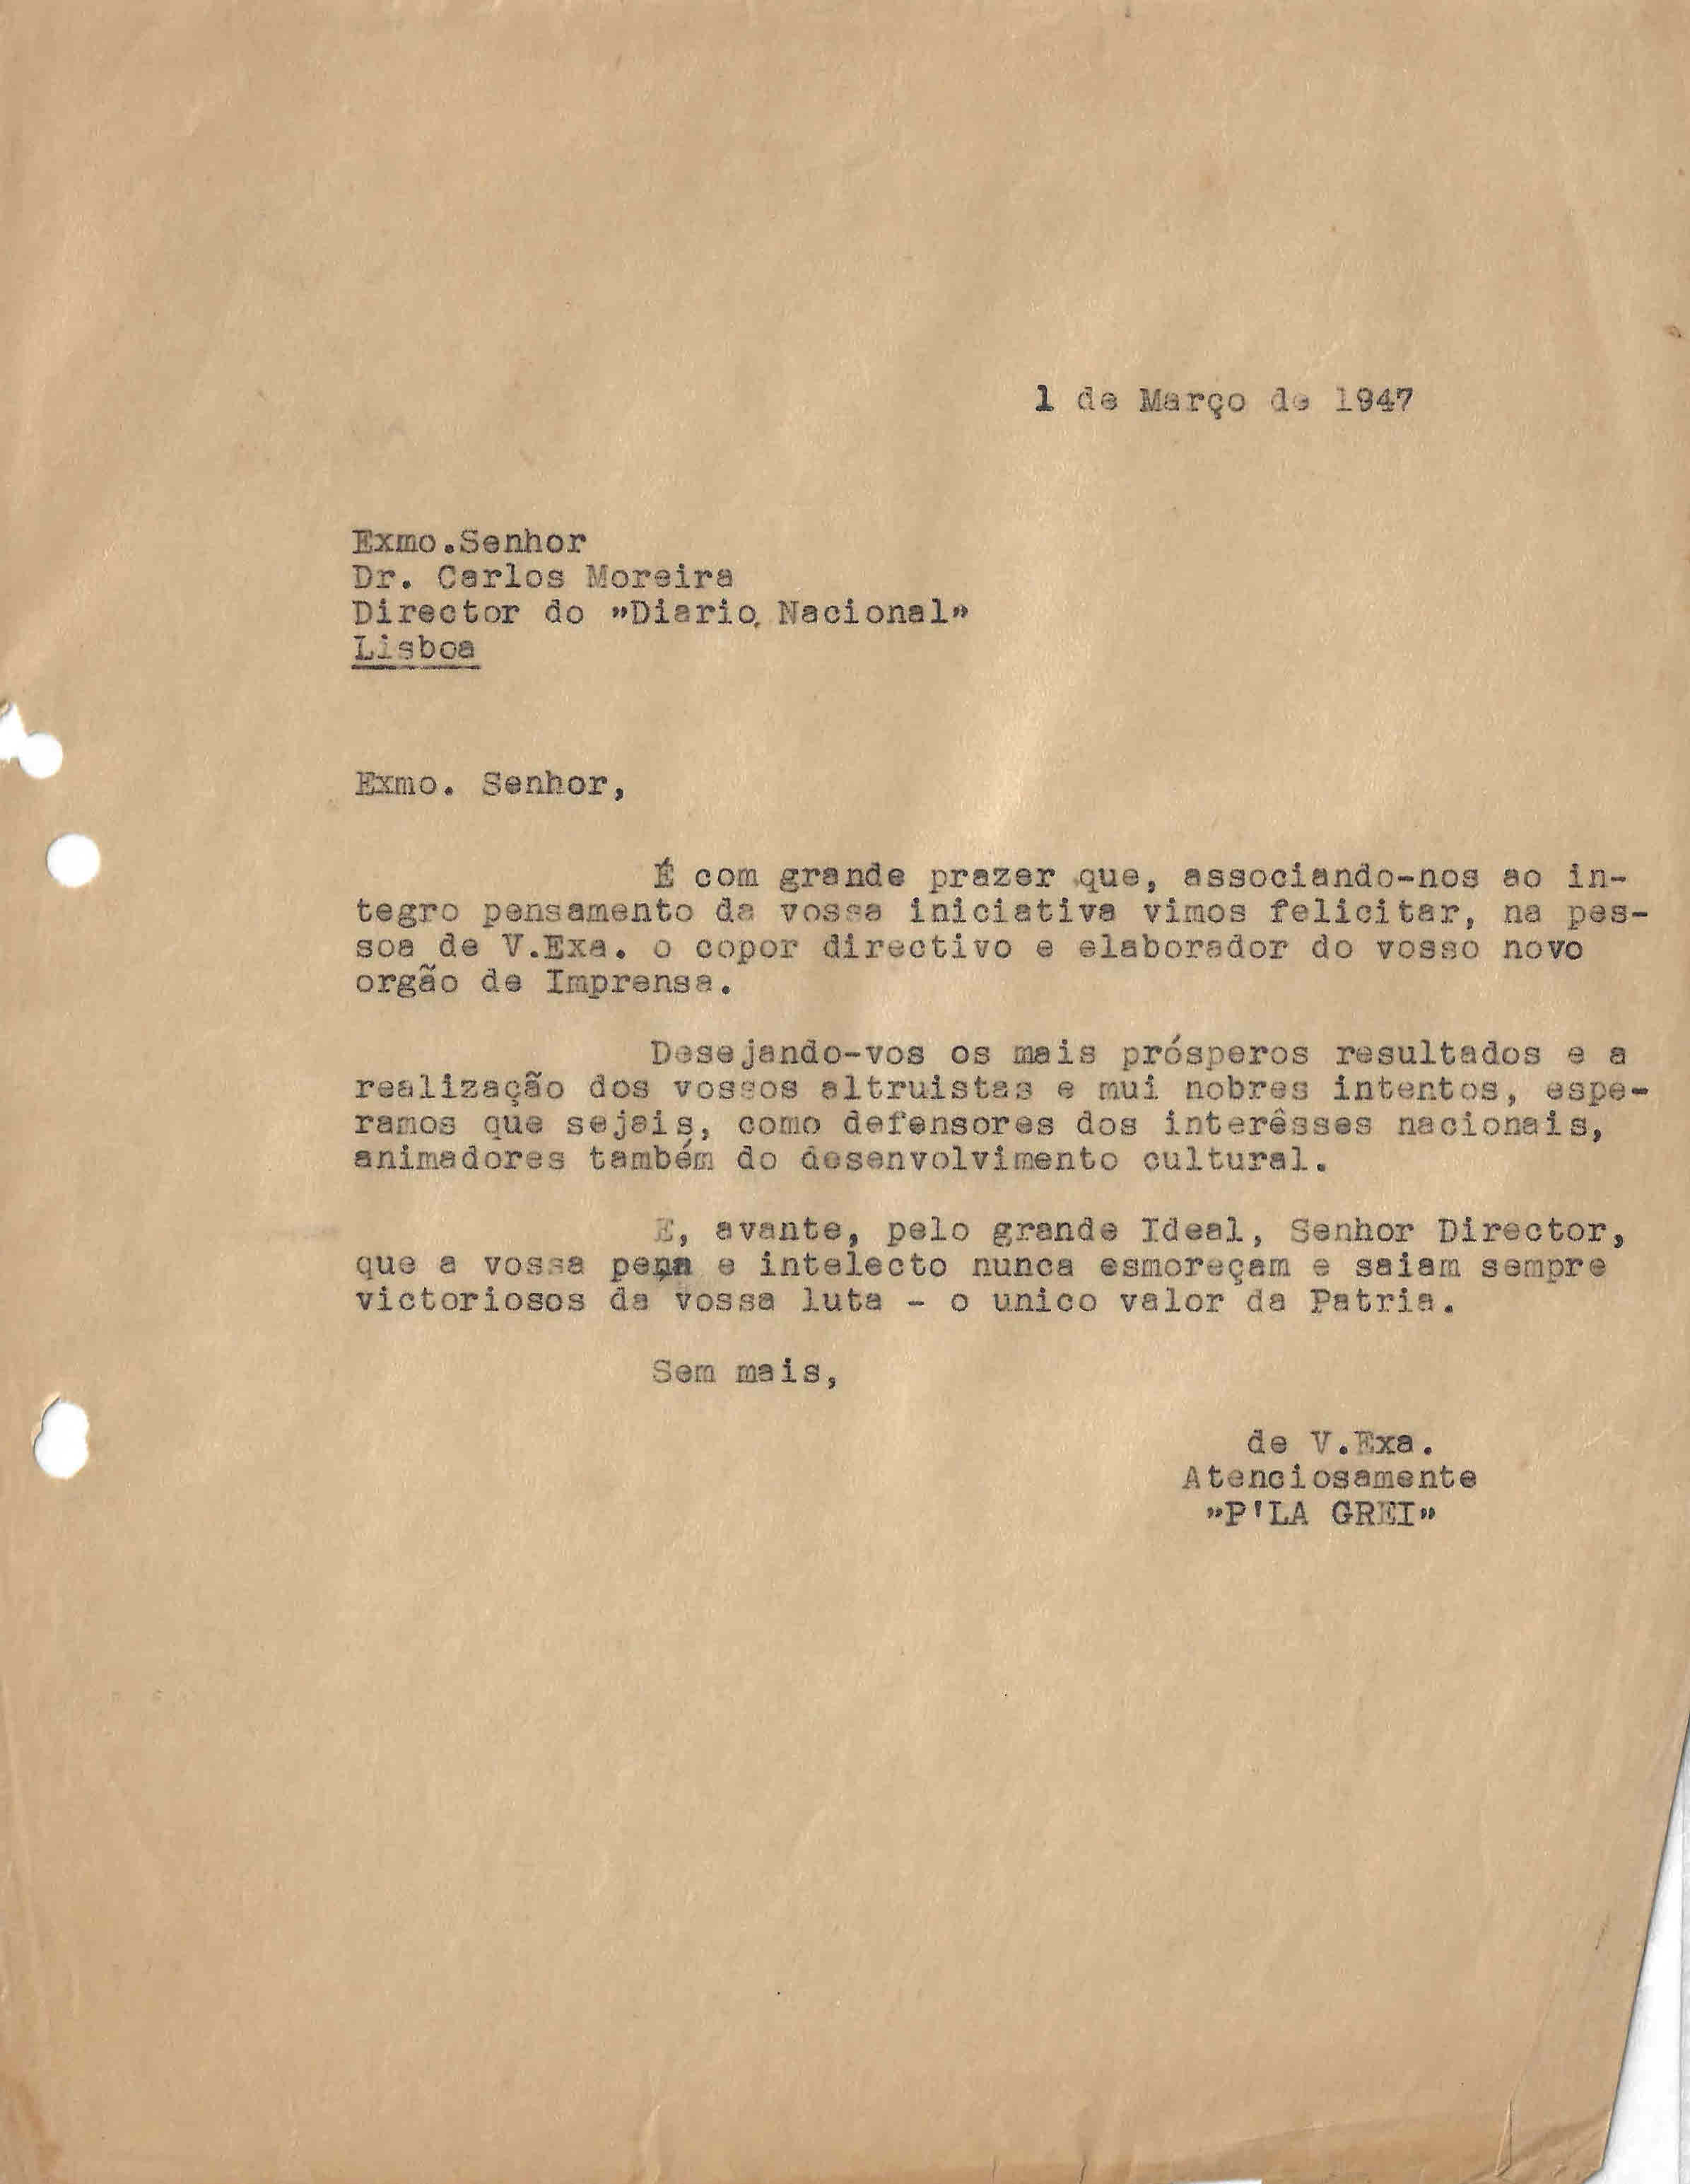 1 de Março de 1947
Exmo.Senhor
Dr. Carlos Moreira
Director do "Diario, Nacional"
Lisboa
Exmo. Senhor,
É com grande prazer que, associando-nos ao in-
tegro pensamento da vossa iniciativa vimos felicitar, na pes-
soa de V.Exa. o copor directivo e elaborador do vosso novo
orgão de Imprensa.
Desejando-vos os mais prósperos resultados e a
realização dos vossos altruistas e mui nobres intentos, espe-
ramos que sejais, como defensores dos interêsses nacionais,
animadores também do desenvolvimento cultural.
E, avante, pelo grande Ideal, Senhor Director,
que a vossa pena e intelecto nunca esmoreçam e saiam sempre
victoriosos da vossa luta - o unico valor da Patria.
Sem mais,
de V.Exa.
Atenciosamente
"P'LA GREI"